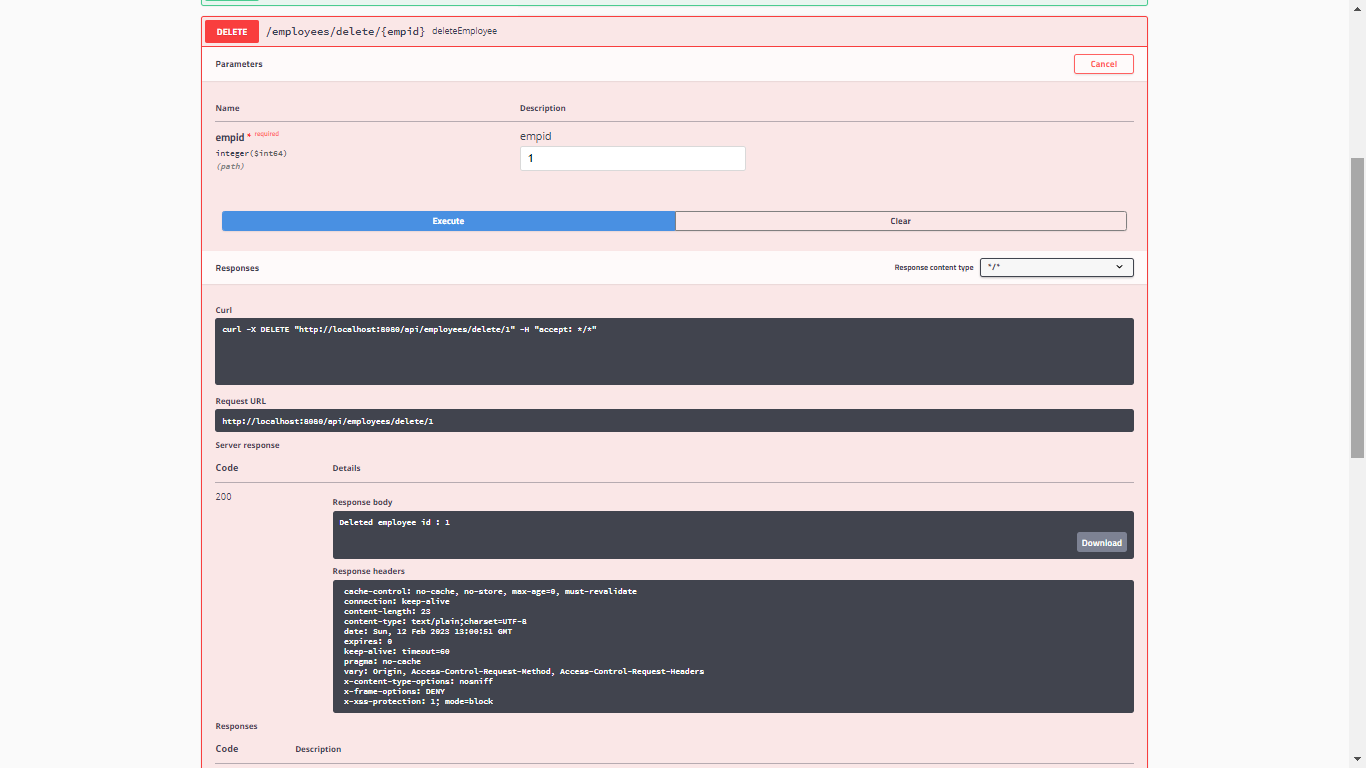 DELETE /employees/delete/{empid} deleteEmployee
Parameters Cancel
Name Description
empid * required empid
integer($int64) 1
(path)
Execute Clear
Responses Response content type */*
Curl
curl -X DELETE "http://localhost:8080/api/employees/delete/1" -H "accept: */*"
Request URL
http://localhost:8080/api/employees/delete/1
Server response
Code Details
200 Response body
Deleted employee id : 1
Download
Response headers
cache-control: no-cache, no-store, max-age=0, must-revalidate
connection: keep-alive
content-length: 23
content-type: text/plain;charset=UTF-8
date: Sun, 12 Feb 2023 13:00:51 GMT
expires: 0
keep-alive: timeout=60
pragma: no-cache
vary: Origin, Access-Control-Request-Method, Access-Control-Request-Headers
x-content-type-options: nosniff
x-frame-options: DENY
x-xss-protection: 1; mode=block
Responses
Code Description